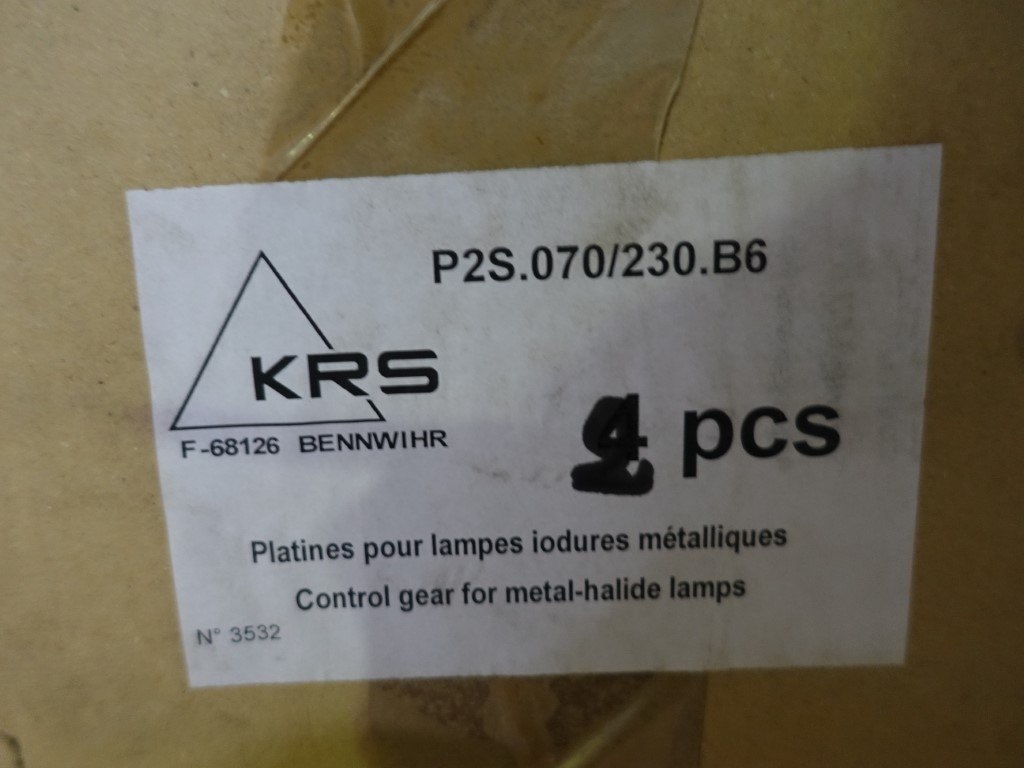 P2S.070/230.B6
KRS
F-68126 BENNWIHR
pcs
Platines pour lampes iodures métalliques
Control gear for metal-halide lamps
N° 3532